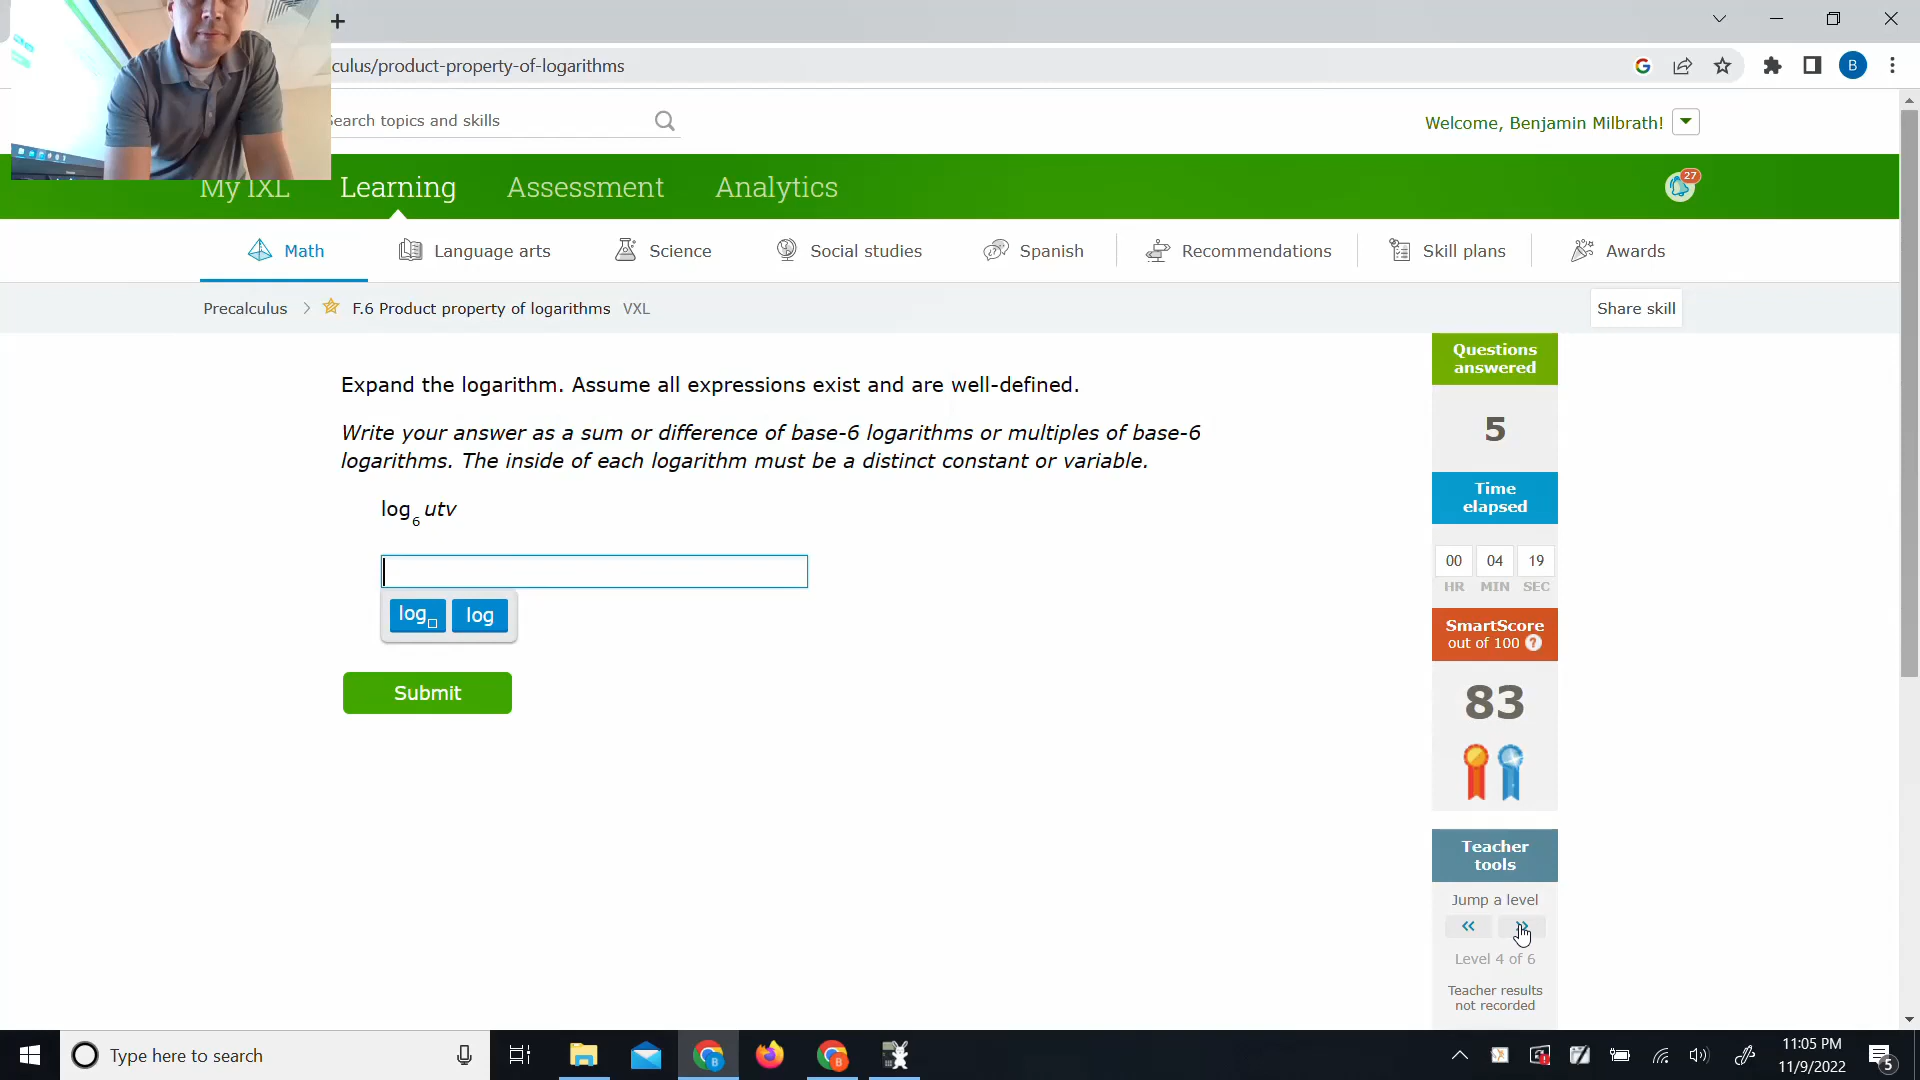 culus/product-property-of-logarithms
B
Search topics and skills
Welcome, Benjamin Milbrath!
My IXL Learning Assessment Analytics
27
Math Language arts Science Social studies Spanish Recommendations Skill plans Awards
Precalculus > F.6 Product property of logarithms VXL
Share skill
Expand the logarithm. Assume all expressions exist and are well-defined.
Write your answer as a sum or difference of base-6 logarithms or multiples of base-6
logarithms. The inside of each logarithm must be a distinct constant or variable.
log₆ utv
log□ log
Submit
Questions
answered
5
Time
elapsed
00 04 19
HR MIN SEC
SmartScore
out of 100 ?
83
Teacher
tools
Jump a level
« »
Level 4 of 6
Teacher results
not recorded
Type here to search
11:05 PM
11/9/2022
5